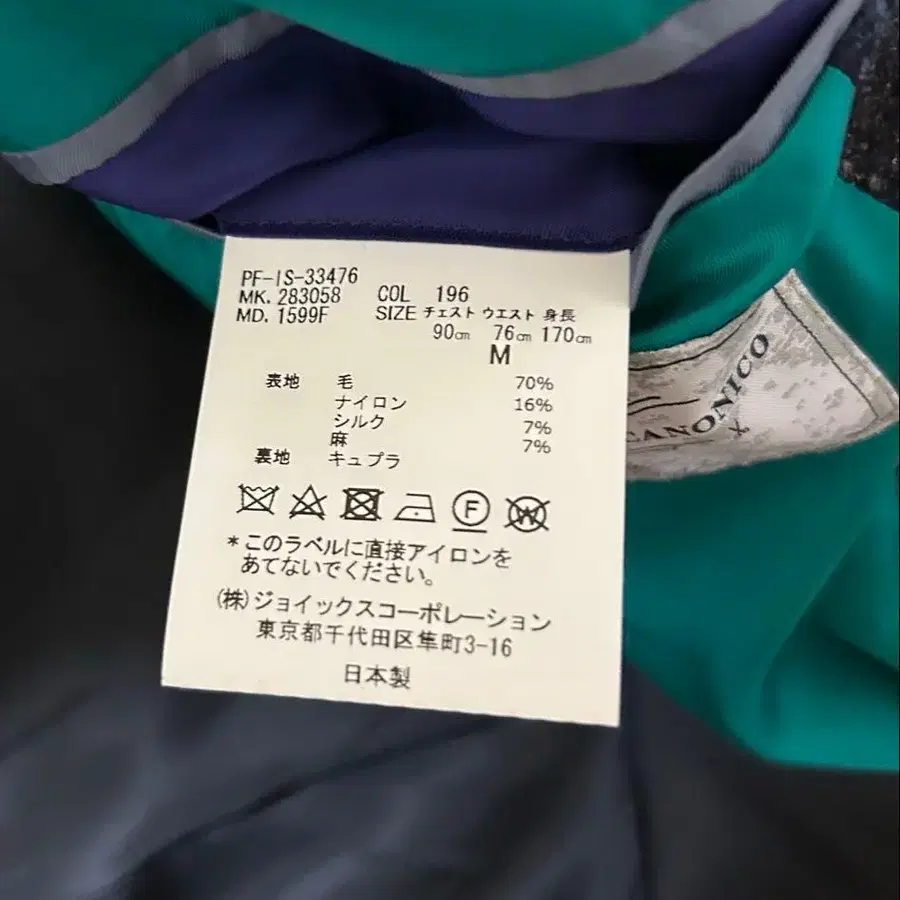 PF-IS-33476
MK. 283058 COL 196
MD. 1599F SIZE チェスト ウエスト 身長
90㎝ 76㎝ 170㎝
M
表地 毛 70%
ナイロン 16%
シルク 7%
麻 7%
裏地 キュプラ
F W
*このラベルに直接アイロンを
あてないでください。
(株)ジョイックスコーポレーション
東京都千代田区隼町3-16
日本製
CANONICO